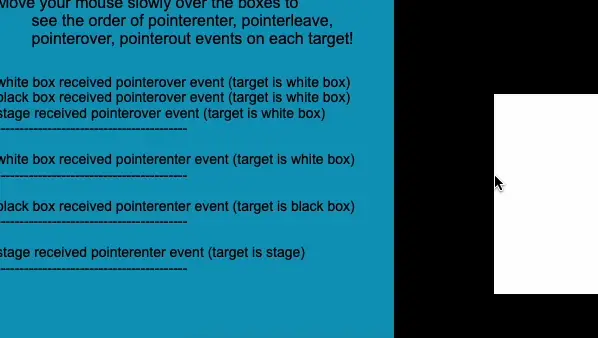 Move your mouse slowly over the boxes to
see the order of pointerenter, pointerleave,
pointerover, pointerout events on each target!
white box received pointerover event (target is white box)
black box received pointerover event (target is white box)
stage received pointerover event (target is white box)
-----------------------------------------------
white box received pointerenter event (target is white box)
-----------------------------------------------
black box received pointerenter event (target is black box)
-----------------------------------------------
stage received pointerenter event (target is stage)
-----------------------------------------------